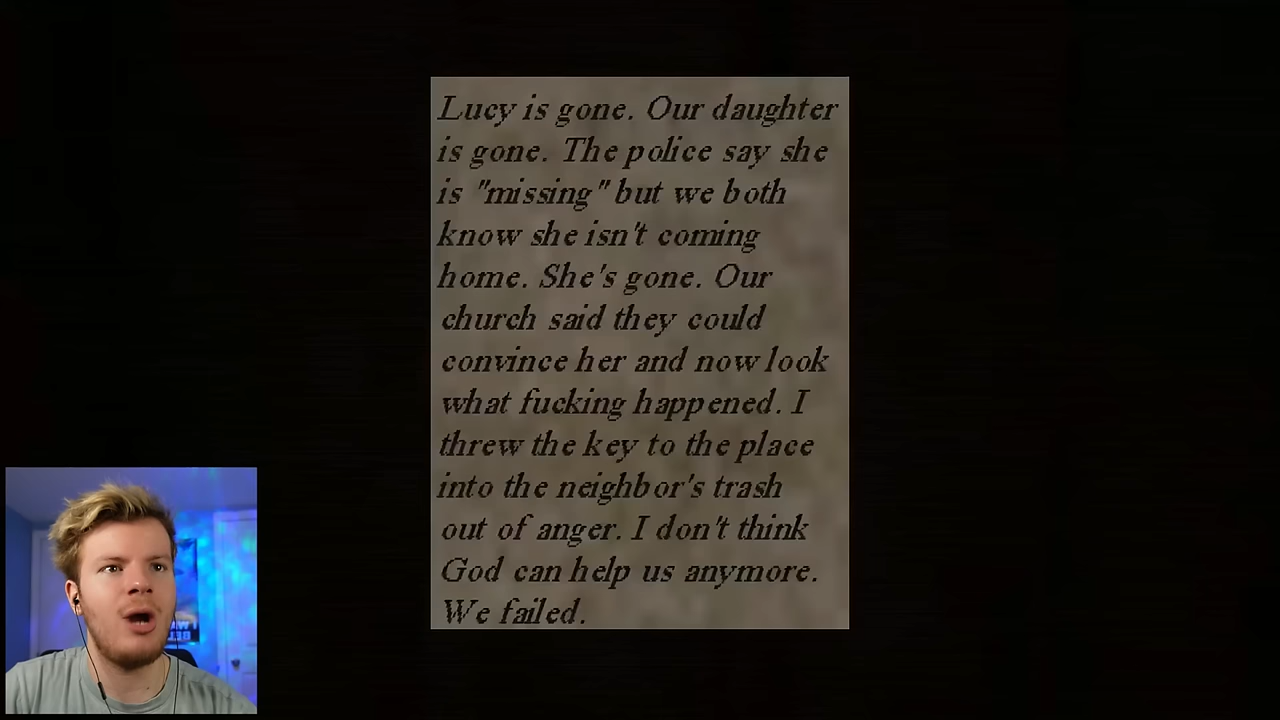 Lucy is gone. Our daughter
is gone. The police say she
is "missing" but we both
know she isn't coming
home. She's gone. Our
church said they could
convince her and now look
what fucking happened. I
threw the key to the place
into the neighbor's trash
out of anger. I don't think
God can help us anymore.
We failed.